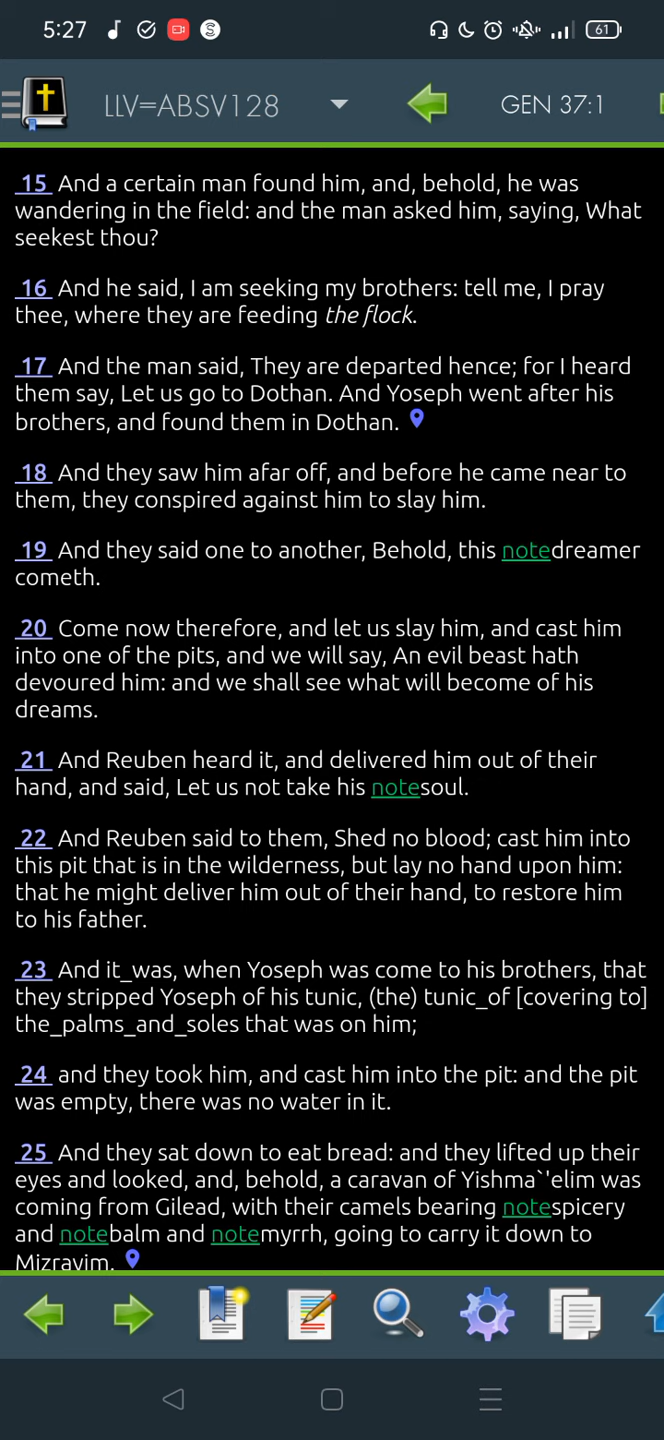 5:27
61
LLV=ABSV128
GEN 37:1
15 And a certain man found him, and, behold, he was
wandering in the field: and the man asked him, saying, What
seekest thou?
16 And he said, I am seeking my brothers: tell me, I pray
thee, where they are feeding the flock.
17 And the man said, They are departed hence; for I heard
them say, Let us go to Dothan. And Yoseph went after his
brothers, and found them in Dothan.
18 And they saw him afar off, and before he came near to
them, they conspired against him to slay him.
19 And they said one to another, Behold, this notedreamer
cometh.
20 Come now therefore, and let us slay him, and cast him
into one of the pits, and we will say, An evil beast hath
devoured him: and we shall see what will become of his
dreams.
21 And Reuben heard it, and delivered him out of their
hand, and said, Let us not take his notesoul.
22 And Reuben said to them, Shed no blood; cast him into
this pit that is in the wilderness, but lay no hand upon him:
that he might deliver him out of their hand, to restore him
to his father.
23 And it_was, when Yoseph was come to his brothers, that
they stripped Yoseph of his tunic, (the) tunic_of [covering to]
the_palms_and_soles that was on him;
24 and they took him, and cast him into the pit: and the pit
was empty, there was no water in it.
25 And they sat down to eat bread: and they lifted up their
eyes and looked, and, behold, a caravan of Yishma`'elim was
coming from Gilead, with their camels bearing notespicery
and notebalm and notemyrrh, going to carry it down to
Mizrayim.